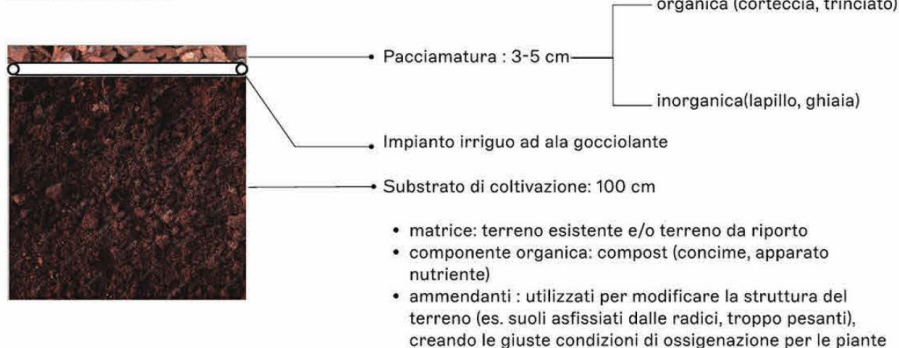 organica (corteccia, trinciato)
Pacciamatura : 3-5 cm
inorganica(lapillo, ghiaia)
Impianto irriguo ad ala gocciolante
Substrato di coltivazione: 100 cm
• matrice: terreno esistente e/o terreno da riporto
• componente organica: compost (concime, apparato
nutriente)
• ammendanti : utilizzati per modificare la struttura del
terreno (es. suoli asfissiati dalle radici, troppo pesanti),
creando le giuste condizioni di ossigenazione per le piante